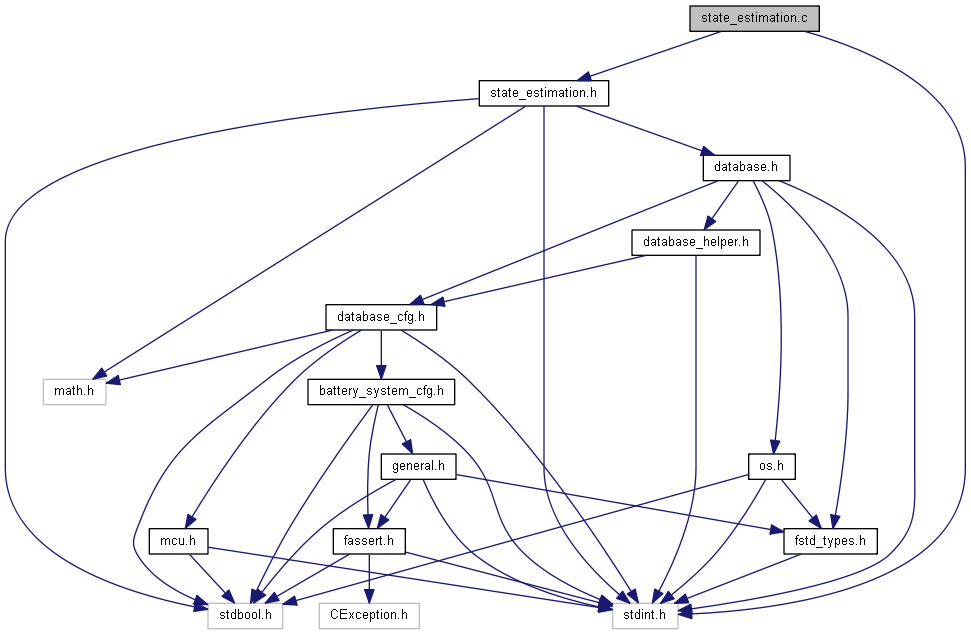 state_estimation.c
state_estimation.h
database.h
database_helper.h
database_cfg.h
math.h
battery_system_cfg.h
general.h
os.h
mcu.h
fassert.h
fstd_types.h
stdbool.h
CException.h
stdint.h